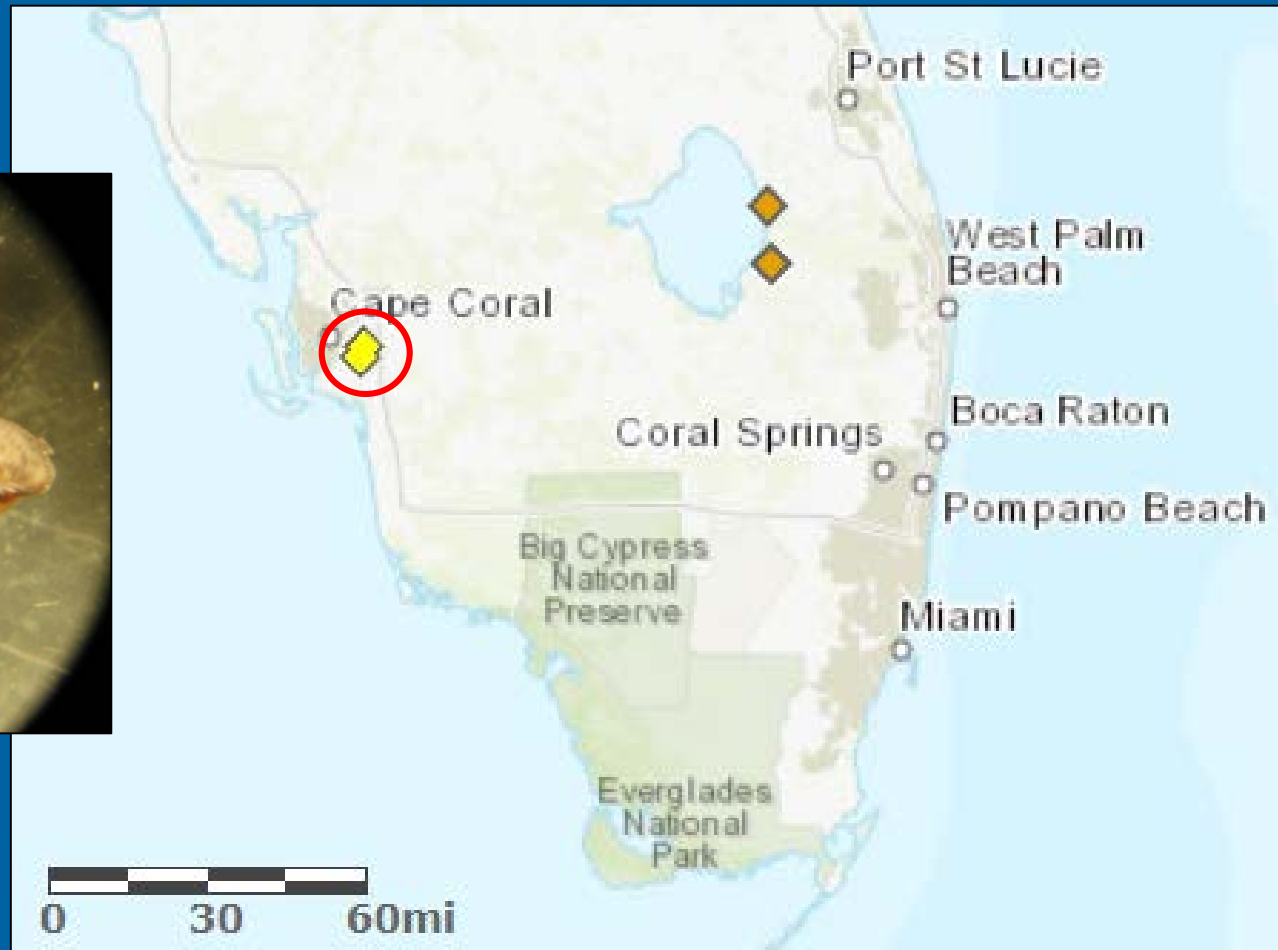 Port St Lucie
West Palm
Beach
Cape Coral
Boca Raton
Coral Springs
Pompano Beach
Big Cypress
National
Preserve
Miami
Everglades
National
Park
0 30 60mi